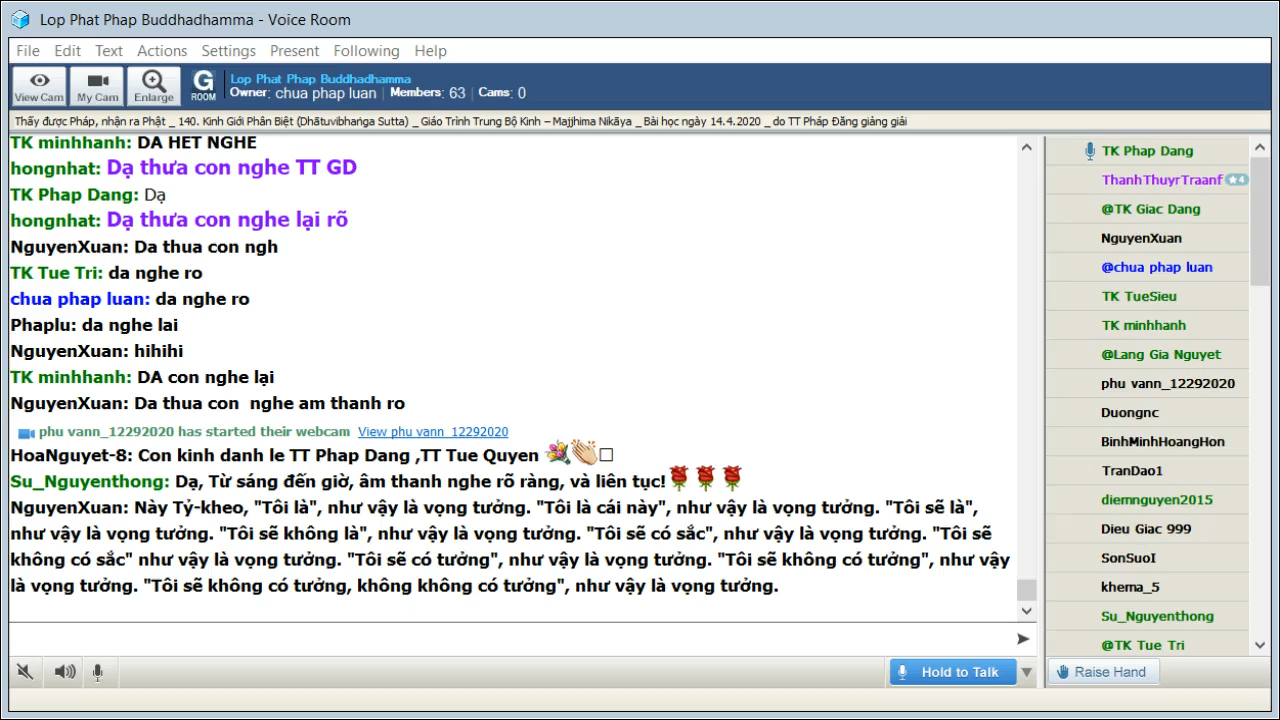 Lop Phat Phap Buddhadhamma - Voice Room
File Edit Text Actions Settings Present Following Help
View Cam My Cam Enlarge G ROOM
Lop Phat Phap Buddhadhamma
Owner: chua phap luan Members: 63 Cams: 0
Thấy được Pháp, nhận ra Phật _ 140. Kinh Giới Phân Biệt (Dhātuvibhaṅga Sutta) _ Giáo Trình Trung Bộ Kinh – Majjhima Nikāya _ Bài học ngày 14.4.2020 _ do TT Pháp Đăng giảng giải
TK minhhanh: DA HET NGHE
hongnhat: Dạ thưa con nghe TT GD
TK Phap Dang: Dạ
hongnhat: Dạ thưa con nghe lại rõ
NguyenXuan: Da thua con ngh
TK Tue Tri: da nghe ro
chua phap luan: da nghe ro
Phaplu: da nghe lai
NguyenXuan: hihihi
TK minhhanh: DA con nghe lại
NguyenXuan: Da thua con nghe am thanh ro
phu vann_12292020 has started their webcam View phu vann_12292020
HoaNguyet-8: Con kinh danh le TT Phap Dang ,TT Tue Quyen 💐👏🏻□
Su_Nguyenthong: Dạ, Từ sáng đến giờ, âm thanh nghe rõ ràng, và liên tục!🌹🌹🌹
NguyenXuan: Này Tỷ-kheo, "Tôi là", như vậy là vọng tưởng. "Tôi là cái này", như vậy là vọng tưởng. "Tôi sẽ là",
như vậy là vọng tưởng. "Tôi sẽ không là", như vậy là vọng tưởng. "Tôi sẽ có sắc", như vậy là vọng tưởng. "Tôi sẽ
không có sắc" như vậy là vọng tưởng. "Tôi sẽ có tưởng", như vậy là vọng tưởng. "Tôi sẽ không có tưởng", như vậy
là vọng tưởng. "Tôi sẽ không có tưởng, không không có tưởng", như vậy là vọng tưởng.
Hold to Talk
TK Phap Dang
ThanhThuyrTraanf ★4
@TK Giac Dang
NguyenXuan
@chua phap luan
TK TueSieu
TK minhhanh
@Lang Gia Nguyet
phu vann_12292020
Duongnc
BinhMinhHoangHon
TranDao1
diemnguyen2015
Dieu Giac 999
SonSuoI
khema_5
Su_Nguyenthong
@TK Tue Tri
Raise Hand